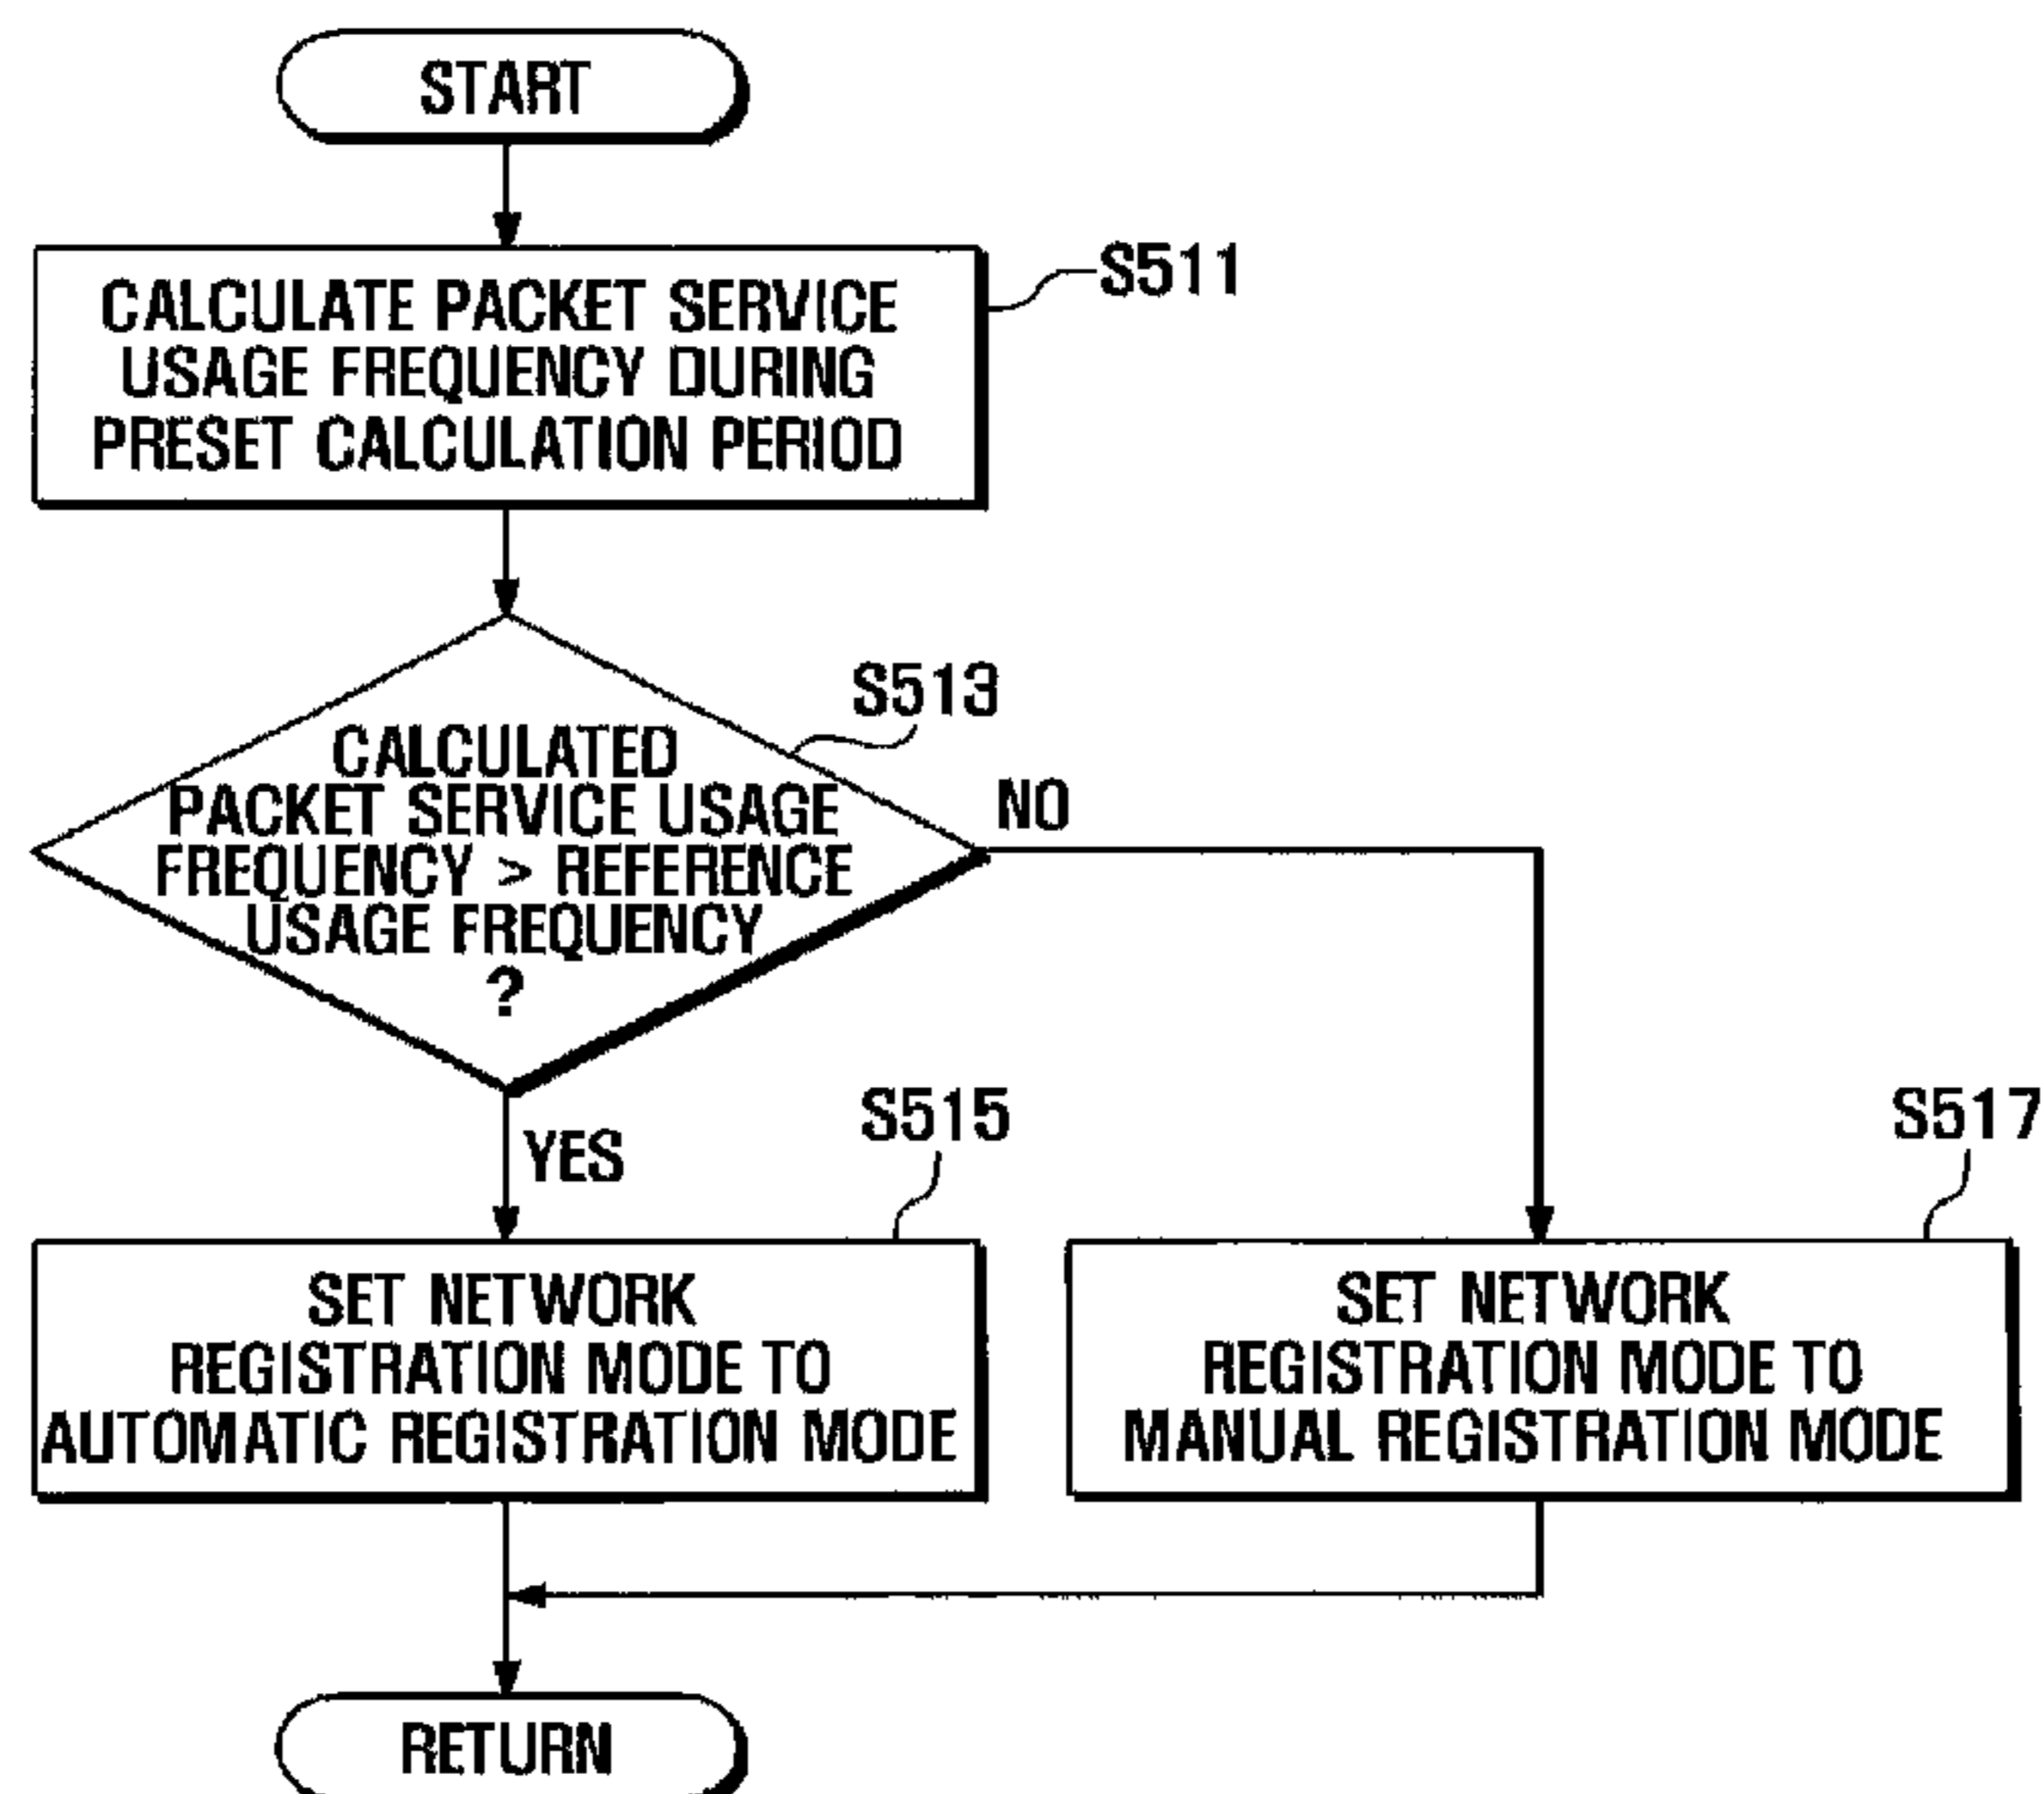 START
CALCULATE PACKET SERVICE
USAGE FREQUENCY DURING
PRESET CALCULATION PERIOD
S511
CALCULATED
PACKET SERVICE USAGE
FREQUENCY > REFERENCE
USAGE FREQUENCY
?
S513
NO
YES
S515
SET NETWORK
REGISTRATION MODE TO
AUTOMATIC REGISTRATION MODE
S517
SET NETWORK
REGISTRATION MODE TO
MANUAL REGISTRATION MODE
RETURN